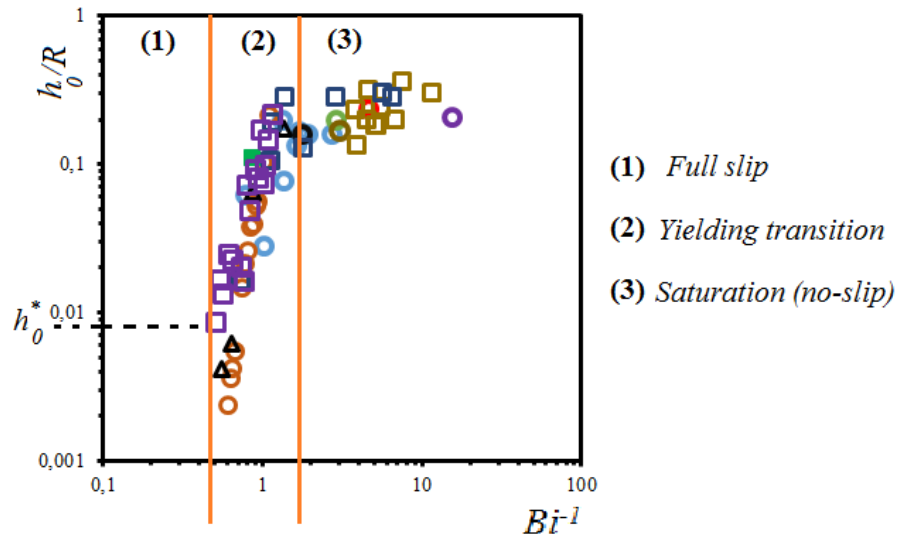 1
(1) (2) (3)
h₀/R
0,1
(1) Full slip
(2) Yielding transition
(3) Saturation (no-slip)
0,01
h₀*
0,001
0,1 1 10 100
Bi⁻¹